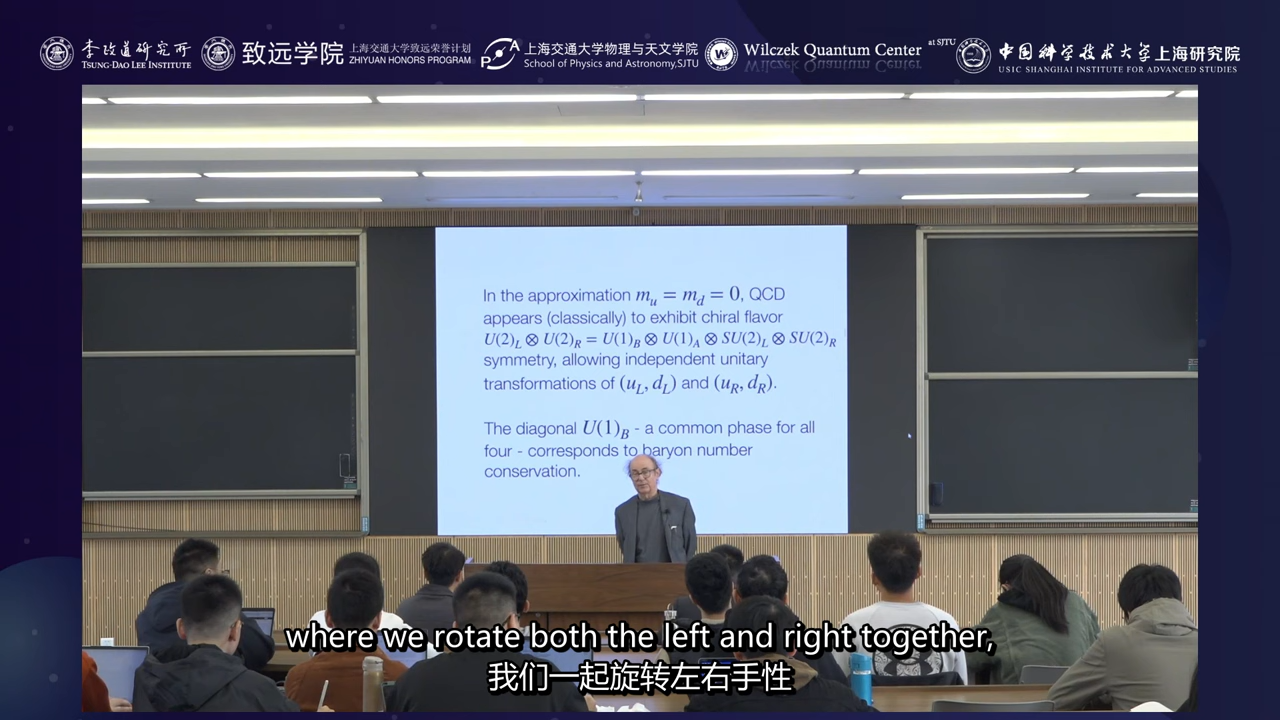 李政道研究所
TSUNG-DAO LEE INSTITUTE
致远学院
上海交通大学致远荣誉计划
ZHIYUAN HONORS PROGRAM
上海交通大学物理与天文学院
School of Physics and Astronomy,SJTU
Wilczek Quantum Center
at SJTU
中国科学技术大学上海研究院
USIC SHANGHAI INSTITUTE FOR ADVANCED STUDIES
In the approximation m_u = m_d = 0, QCD
appears (classically) to exhibit chiral flavor
U(2)_L ⊗ U(2)_R = U(1)_B ⊗ U(1)_A ⊗ SU(2)_L ⊗ SU(2)_R
symmetry, allowing independent unitary
transformations of (u_L, d_L) and (u_R, d_R).
The diagonal U(1)_B - a common phase for all
four - corresponds to baryon number
conservation.
where we rotate both the left and right together,
我们一起旋转左右手性